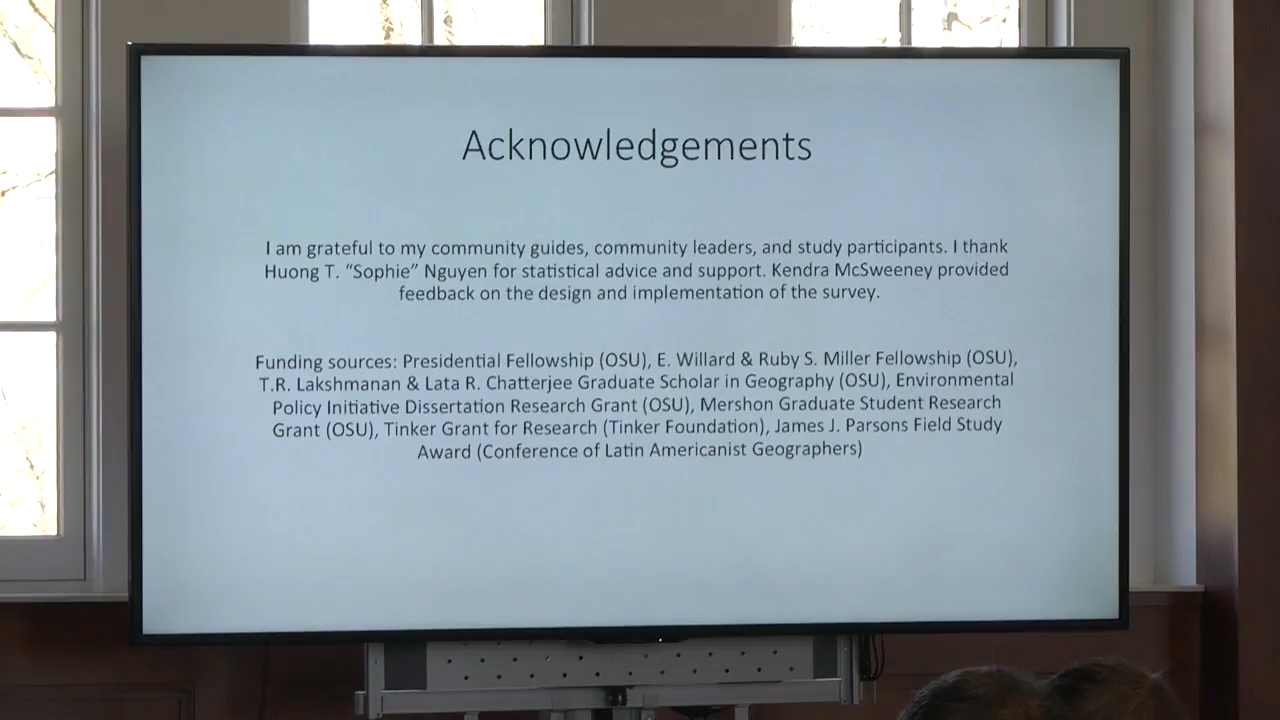 Acknowledgements
I am grateful to my community guides, community leaders, and study participants. I thank
Huong T. “Sophie” Nguyen for statistical advice and support. Kendra McSweeney provided
feedback on the design and implementation of the survey.
Funding sources: Presidential Fellowship (OSU), E. Willard & Ruby S. Miller Fellowship (OSU),
T.R. Lakshmanan & Lata R. Chatterjee Graduate Scholar in Geography (OSU), Environmental
Policy Initiative Dissertation Research Grant (OSU), Mershon Graduate Student Research
Grant (OSU), Tinker Grant for Research (Tinker Foundation), James J. Parsons Field Study
Award (Conference of Latin Americanist Geographers)